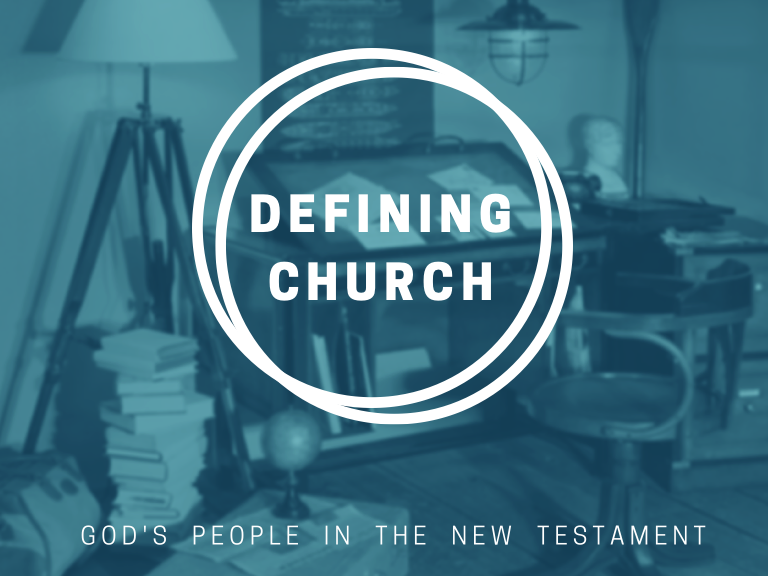 DEFINING
CHURCH
GOD'S PEOPLE IN THE NEW TESTAMENT